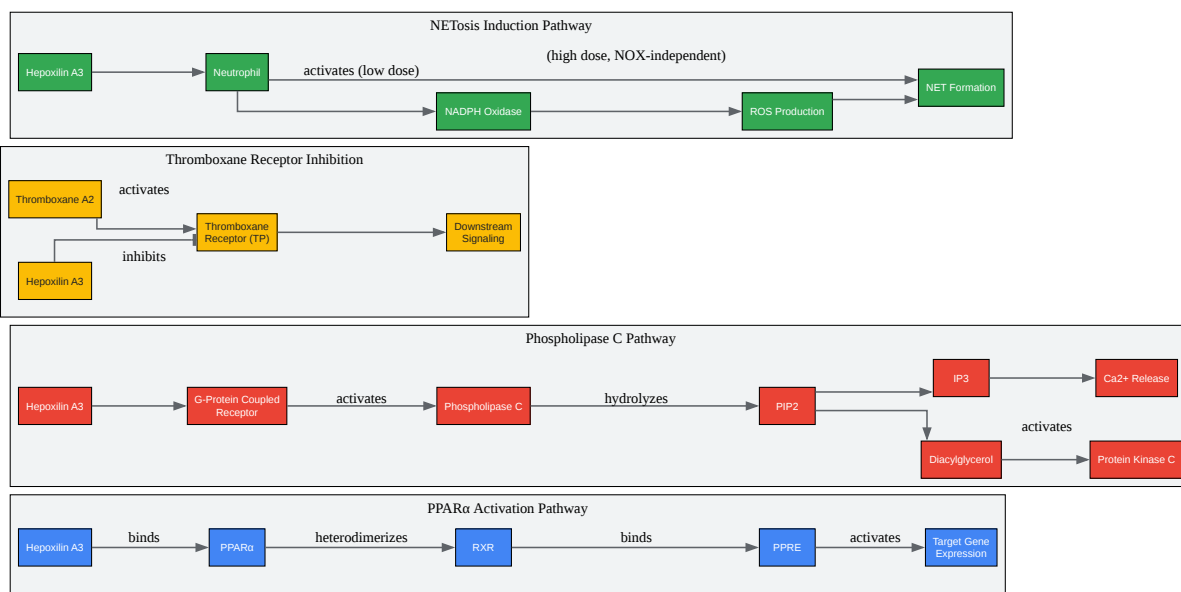 NETosis Induction Pathway
(high dose, NOX-independent)
Hepoxilin A3
Neutrophil
activates (low dose)
NET Formation
NADPH Oxidase
ROS Production
Thromboxane Receptor Inhibition
Thromboxane A2
activates
Thromboxane
Receptor (TP)
Downstream
Signaling
inhibits
Hepoxilin A3
Phospholipase C Pathway
Hepoxilin A3
G-Protein Coupled
Receptor
activates
Phospholipase C
hydrolyzes
PIP2
IP3
Ca2+ Release
Diacylglycerol
activates
Protein Kinase C
PPARα Activation Pathway
Hepoxilin A3
binds
PPARα
heterodimerizes
RXR
binds
PPRE
activates
Target Gene
Expression